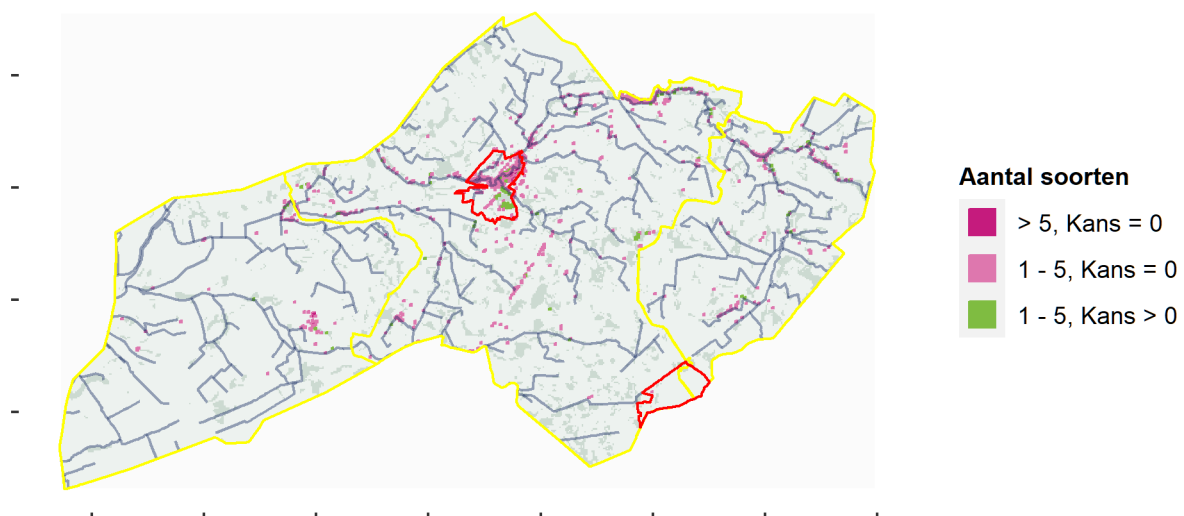 Aantal soorten
> 5, Kans = 0
1 - 5, Kans = 0
1 - 5, Kans > 0